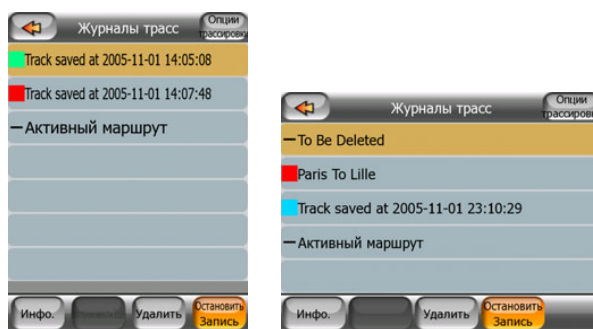 Журналы трасс
Опции
трассировки
Track saved at 2005-11-01 14:05:08
Track saved at 2005-11-01 14:07:48
Активный маршрут
Инфо.
Удалить
Остановить
Запись
Журналы трасс
Опции
трассировки
To Be Deleted
Paris To Lille
Track saved at 2005-11-01 23:10:29
Активный маршрут
Инфо.
Удалить
Остановить
Запись